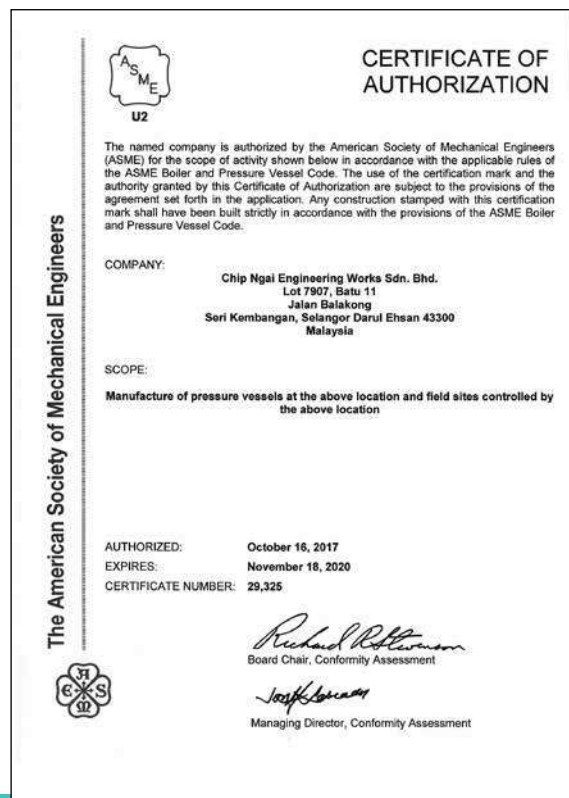 ASME
U2
CERTIFICATE OF
AUTHORIZATION
The named company is authorized by the American Society of Mechanical Engineers
(ASME) for the scope of activity shown below in accordance with the applicable rules of
the ASME Boiler and Pressure Vessel Code. The use of the certification mark and the
authority granted by this Certificate of Authorization are subject to the provisions of the
agreement set forth in the application. Any construction stamped with this certification
mark shall have been built strictly in accordance with the provisions of the ASME Boiler
and Pressure Vessel Code.
COMPANY:
Chip Ngai Engineering Works Sdn. Bhd.
Lot 7907, Batu 11
Jalan Balakong
Seri Kembangan, Selangor Darul Ehsan 43300
Malaysia
SCOPE:
Manufacture of pressure vessels at the above location and field sites controlled by
the above location
AUTHORIZED: October 16, 2017
EXPIRES: November 18, 2020
CERTIFICATE NUMBER: 29,325
Board Chair, Conformity Assessment
Managing Director, Conformity Assessment
The American Society of Mechanical Engineers
ASME